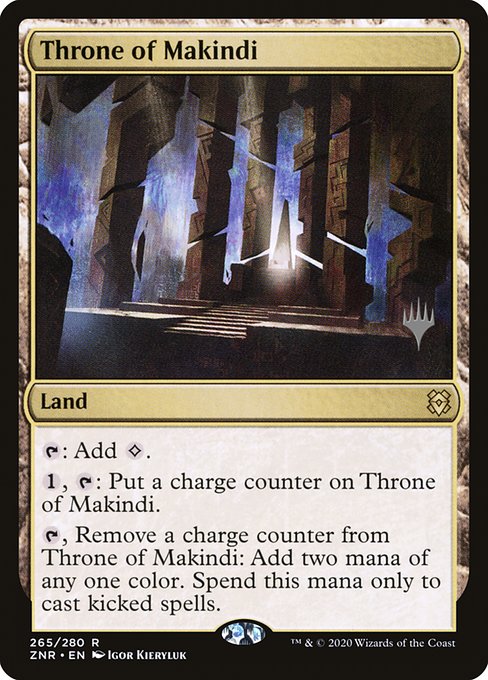 Throne of Makindi
Land
: Add .
1, : Put a charge counter on Throne
of Makindi.
, Remove a charge counter from
Throne of Makindi: Add two mana of
any one color. Spend this mana only to
cast kicked spells.
265/280 R
ZNR • EN Igor Kieryluk
™ & © 2020 Wizards of the Coast